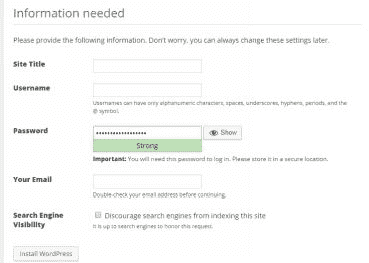 Information needed
Please provide the following information. Don't worry, you can always change these settings later.
Site Title
Username
Usernames can have only alphanumeric characters, spaces, underscores, hyphens, periods, and the
@ symbol.
Password
•••••••••••••••••• Show
Strong
Important: You will need this password to log in. Please store it in a secure location.
Your Email
Double-check your email address before continuing.
Search Engine Discourage search engines from indexing this site
Visibility
It is up to search engines to honor this request.
Install WordPress